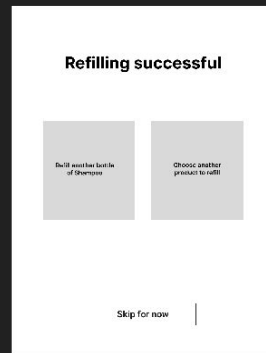 Refilling successful
Refill another bottle
of Shampoo
Choose another
product to refill
Skip for now